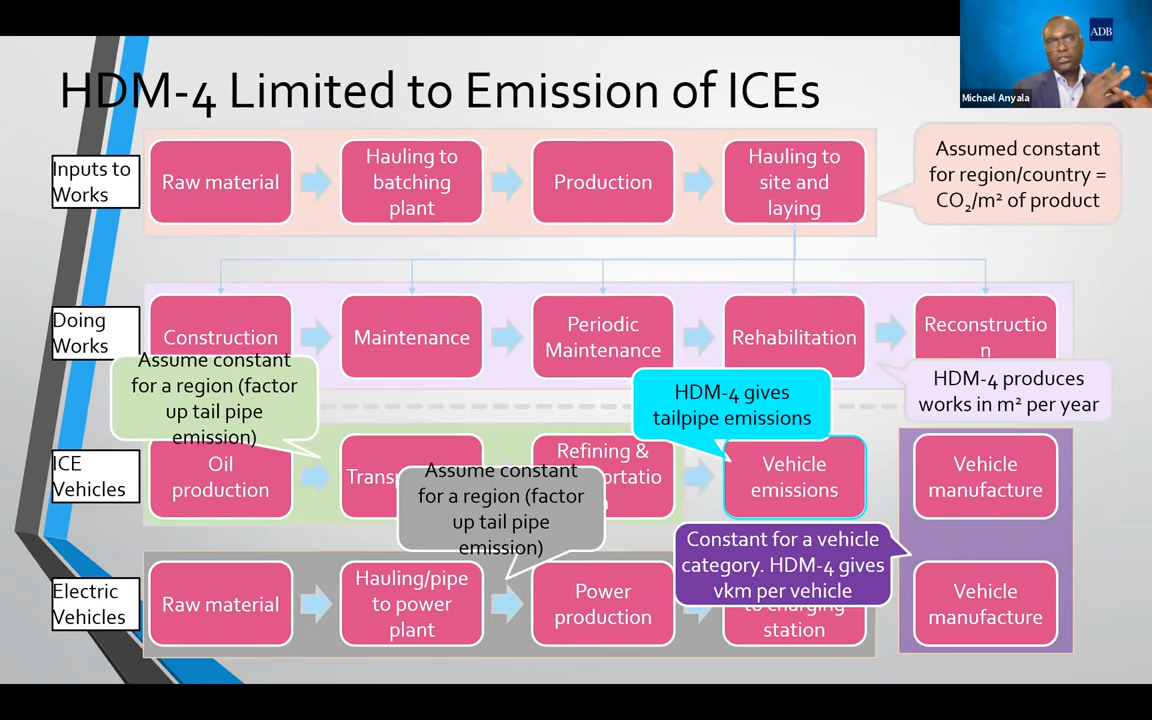 HDM-4 Limited to Emission of ICEs
ADB
Michael Anyala
Inputs to
Works
Raw material
Hauling to
batching
plant
Production
Hauling to
site and
laying
Assumed constant
for region/country =
CO₂/m² of product
Doing
Works
Construction
Maintenance
Periodic
Maintenance
Rehabilitation
Reconstructio
n
HDM-4 produces
works in m² per year
Assume constant
for a region (factor
up tail pipe
emission)
HDM-4 gives
tailpipe emissions
ICE
Vehicles
Oil
production
Refining &
Vehicle
emissions
Vehicle
manufacture
Assume constant
for a region (factor
up tail pipe
emission)
Constant for a vehicle
category. HDM-4 gives
vkm per vehicle
Electric
Vehicles
Raw material
Hauling/pipe
to power
plant
Power
production
to charging
station
Vehicle
manufacture